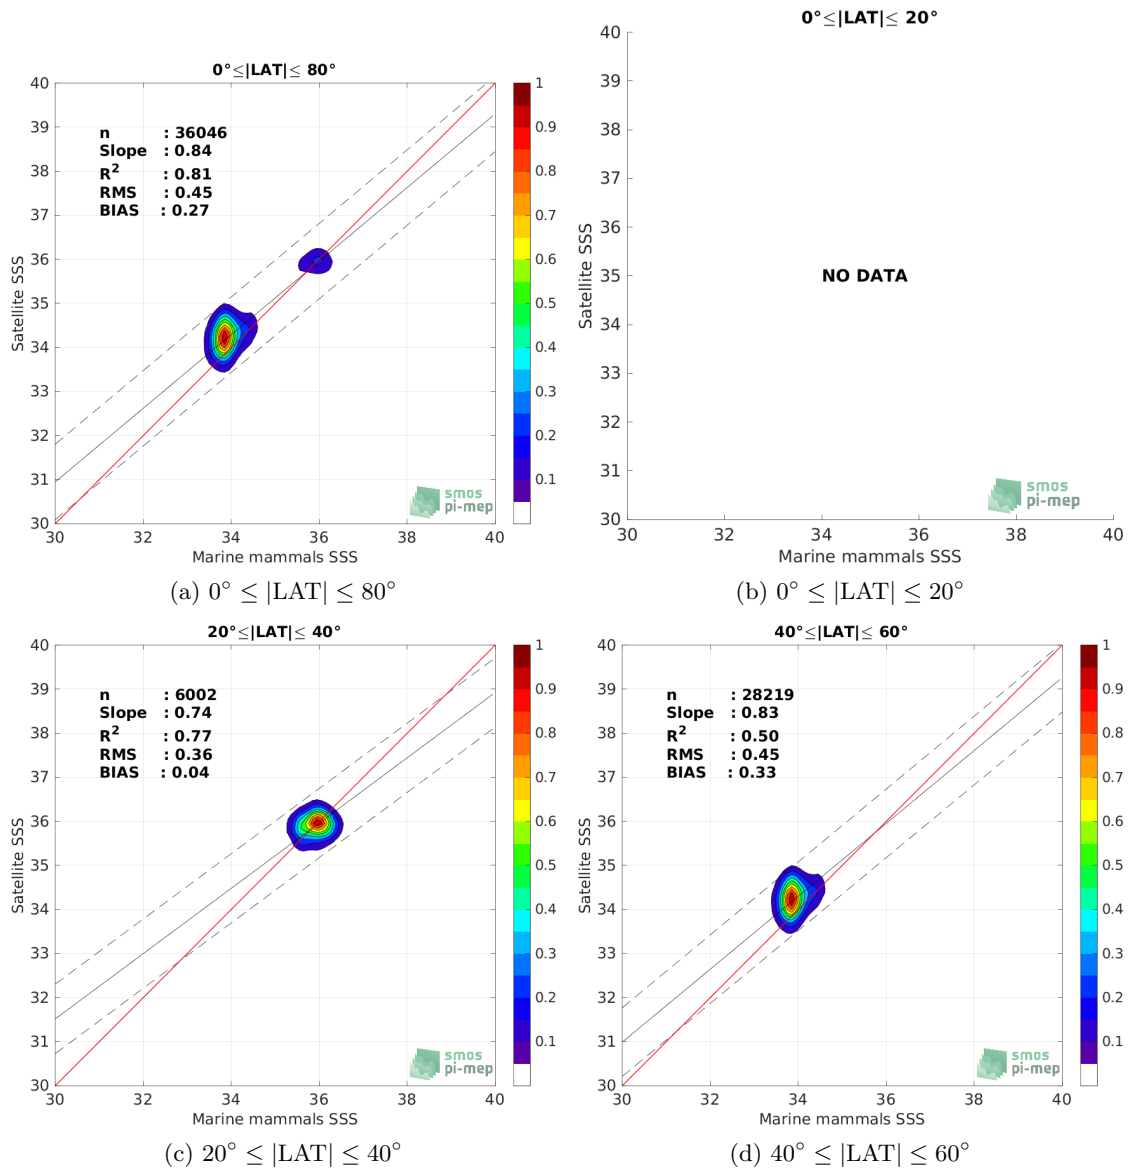 0°≤|LAT|≤ 80°
40
39
38
37
36
35
34
33
32
31
30
Satellite SSS
n : 36046
Slope : 0.84
R² : 0.81
RMS : 0.45
BIAS : 0.27
smos
pi-mep
30 32 34 36 38 40
Marine mammals SSS
1
0.9
0.8
0.7
0.6
0.5
0.4
0.3
0.2
0.1
(a) 0° ≤ |LAT| ≤ 80°
0°≤|LAT|≤ 20°
40
39
38
37
36
35
34
33
32
31
30
Satellite SSS
NO DATA
smos
pi-mep
30 32 34 36 38 40
Marine mammals SSS
(b) 0° ≤ |LAT| ≤ 20°
20°≤|LAT|≤ 40°
40
39
38
37
36
35
34
33
32
31
30
Satellite SSS
n : 6002
Slope : 0.74
R² : 0.77
RMS : 0.36
BIAS : 0.04
smos
pi-mep
30 32 34 36 38 40
Marine mammals SSS
1
0.9
0.8
0.7
0.6
0.5
0.4
0.3
0.2
0.1
(c) 20° ≤ |LAT| ≤ 40°
40°≤|LAT|≤ 60°
40
39
38
37
36
35
34
33
32
31
30
Satellite SSS
n : 28219
Slope : 0.83
R² : 0.50
RMS : 0.45
BIAS : 0.33
smos
pi-mep
30 32 34 36 38 40
Marine mammals SSS
1
0.9
0.8
0.7
0.6
0.5
0.4
0.3
0.2
0.1
(d) 40° ≤ |LAT| ≤ 60°